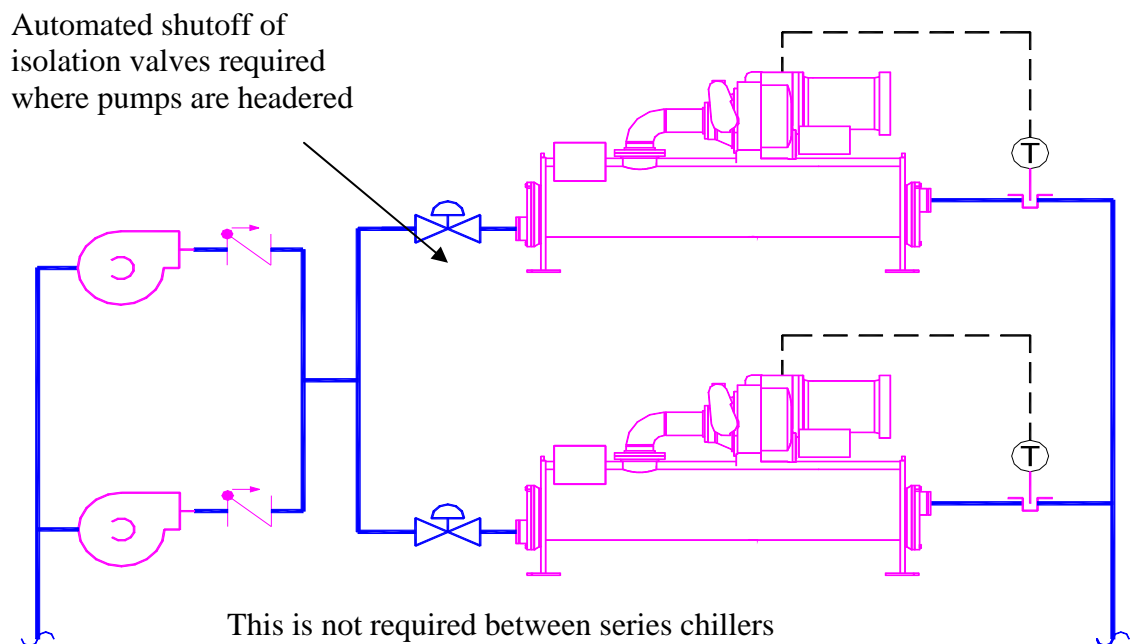 Automated shutoff of
isolation valves required
where pumps are headered
T
T
This is not required between series chillers